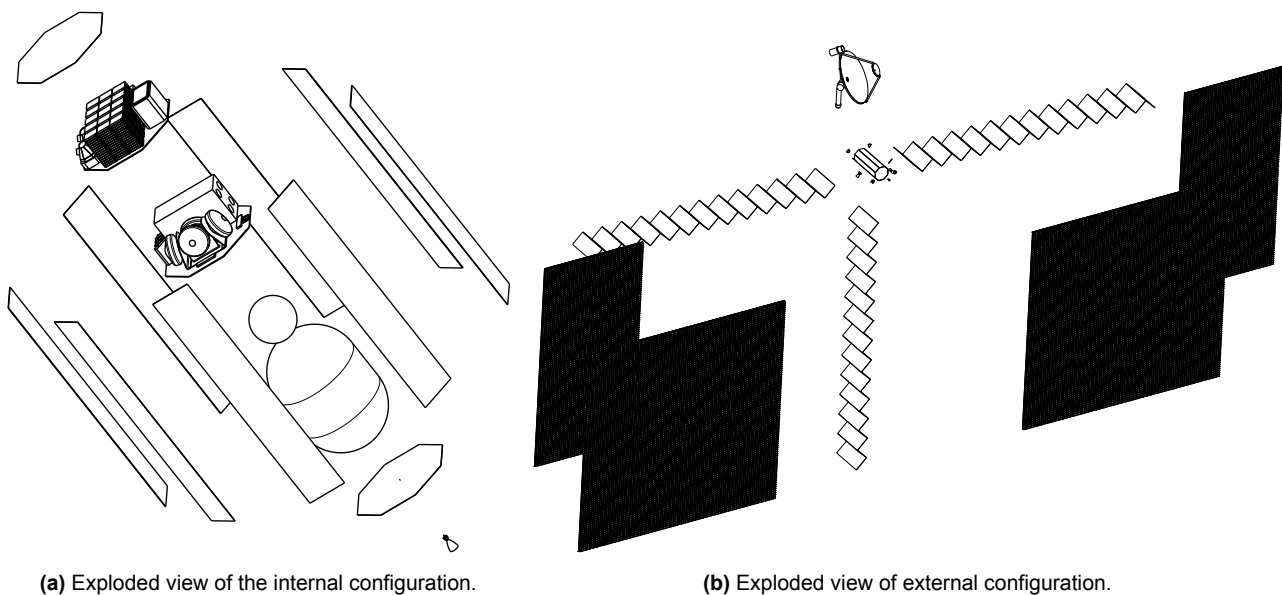 (a) Exploded view of the internal configuration.
(b) Exploded view of external configuration.